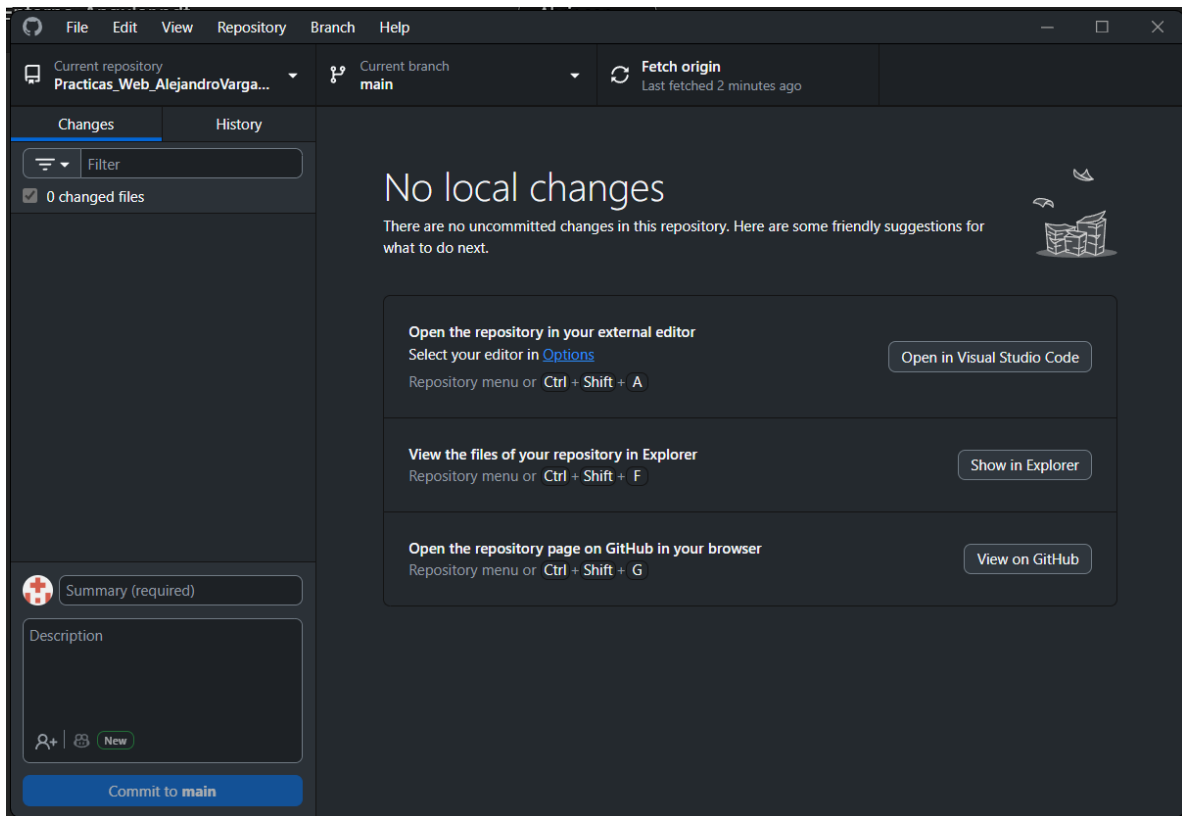 File Edit View Repository Branch Help
Current repository
Practicas_Web_AlejandroVarga...
Current branch
main
Fetch origin
Last fetched 2 minutes ago
Changes History
Filter
0 changed files
No local changes
There are no uncommitted changes in this repository. Here are some friendly suggestions for
what to do next.
Open the repository in your external editor
Select your editor in Options
Repository menu or Ctrl + Shift + A
Open in Visual Studio Code
View the files of your repository in Explorer
Repository menu or Ctrl + Shift + F
Show in Explorer
Open the repository page on GitHub in your browser
Repository menu or Ctrl + Shift + G
View on GitHub
Summary (required)
Description
New
Commit to main